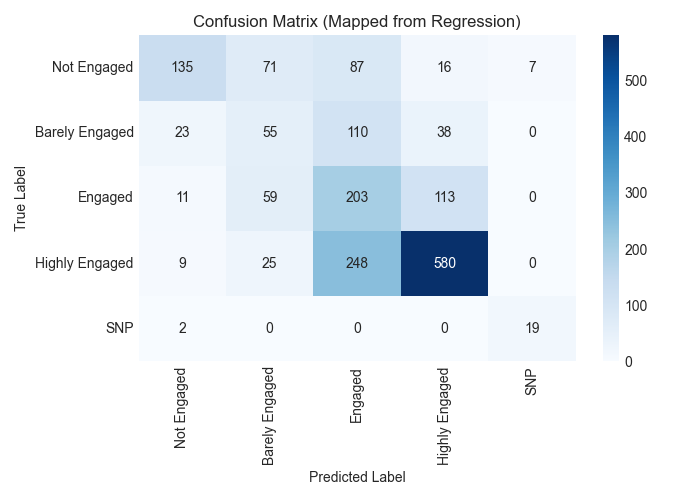 Confusion Matrix (Mapped from Regression)
True Label
Not Engaged 135 71 87 16 7
Barely Engaged 23 55 110 38 0
Engaged 11 59 203 113 0
Highly Engaged 9 25 248 580 0
SNP 2 0 0 0 19
Not Engaged Barely Engaged Engaged Highly Engaged SNP
Predicted Label
500
400
300
200
100
0